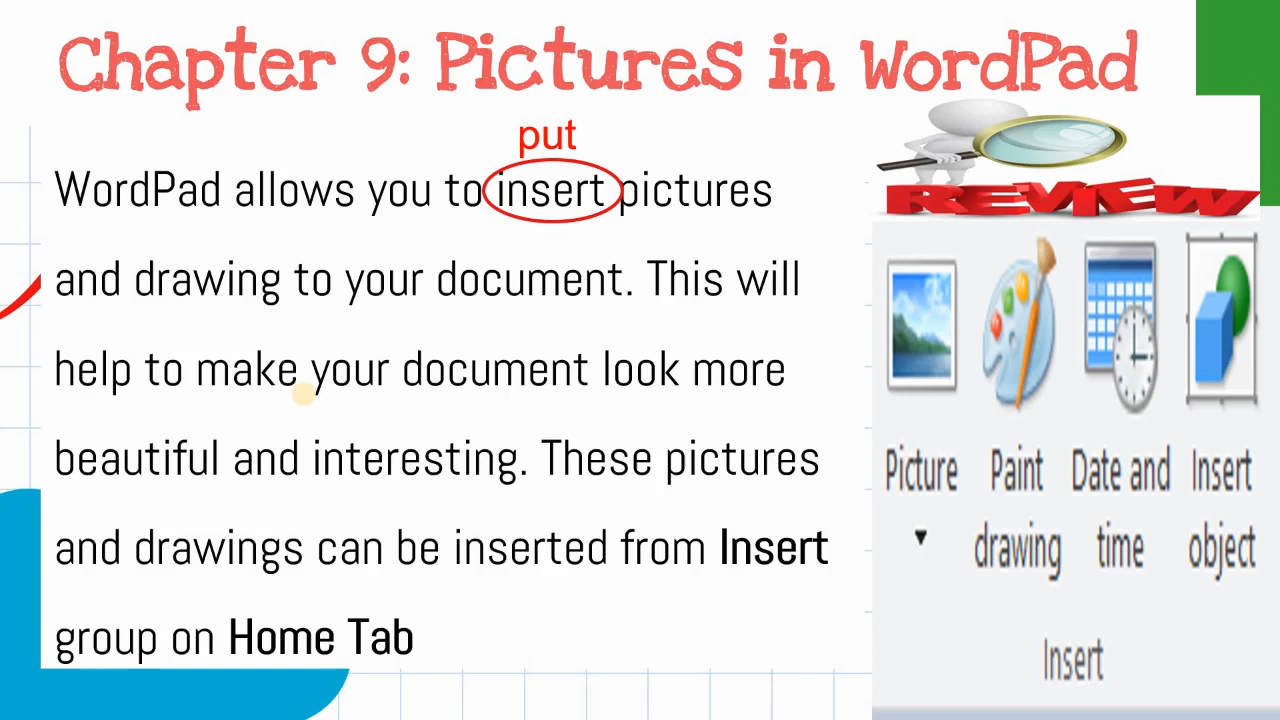 Chapter 9: Pictures in WordPad
put
WordPad allows you to insert pictures
and drawing to your document. This will
help to make your document look more
beautiful and interesting. These pictures
and drawings can be inserted from Insert
group on Home Tab
REVIEW
Picture
Paint
drawing
Date and
time
Insert
object
Insert